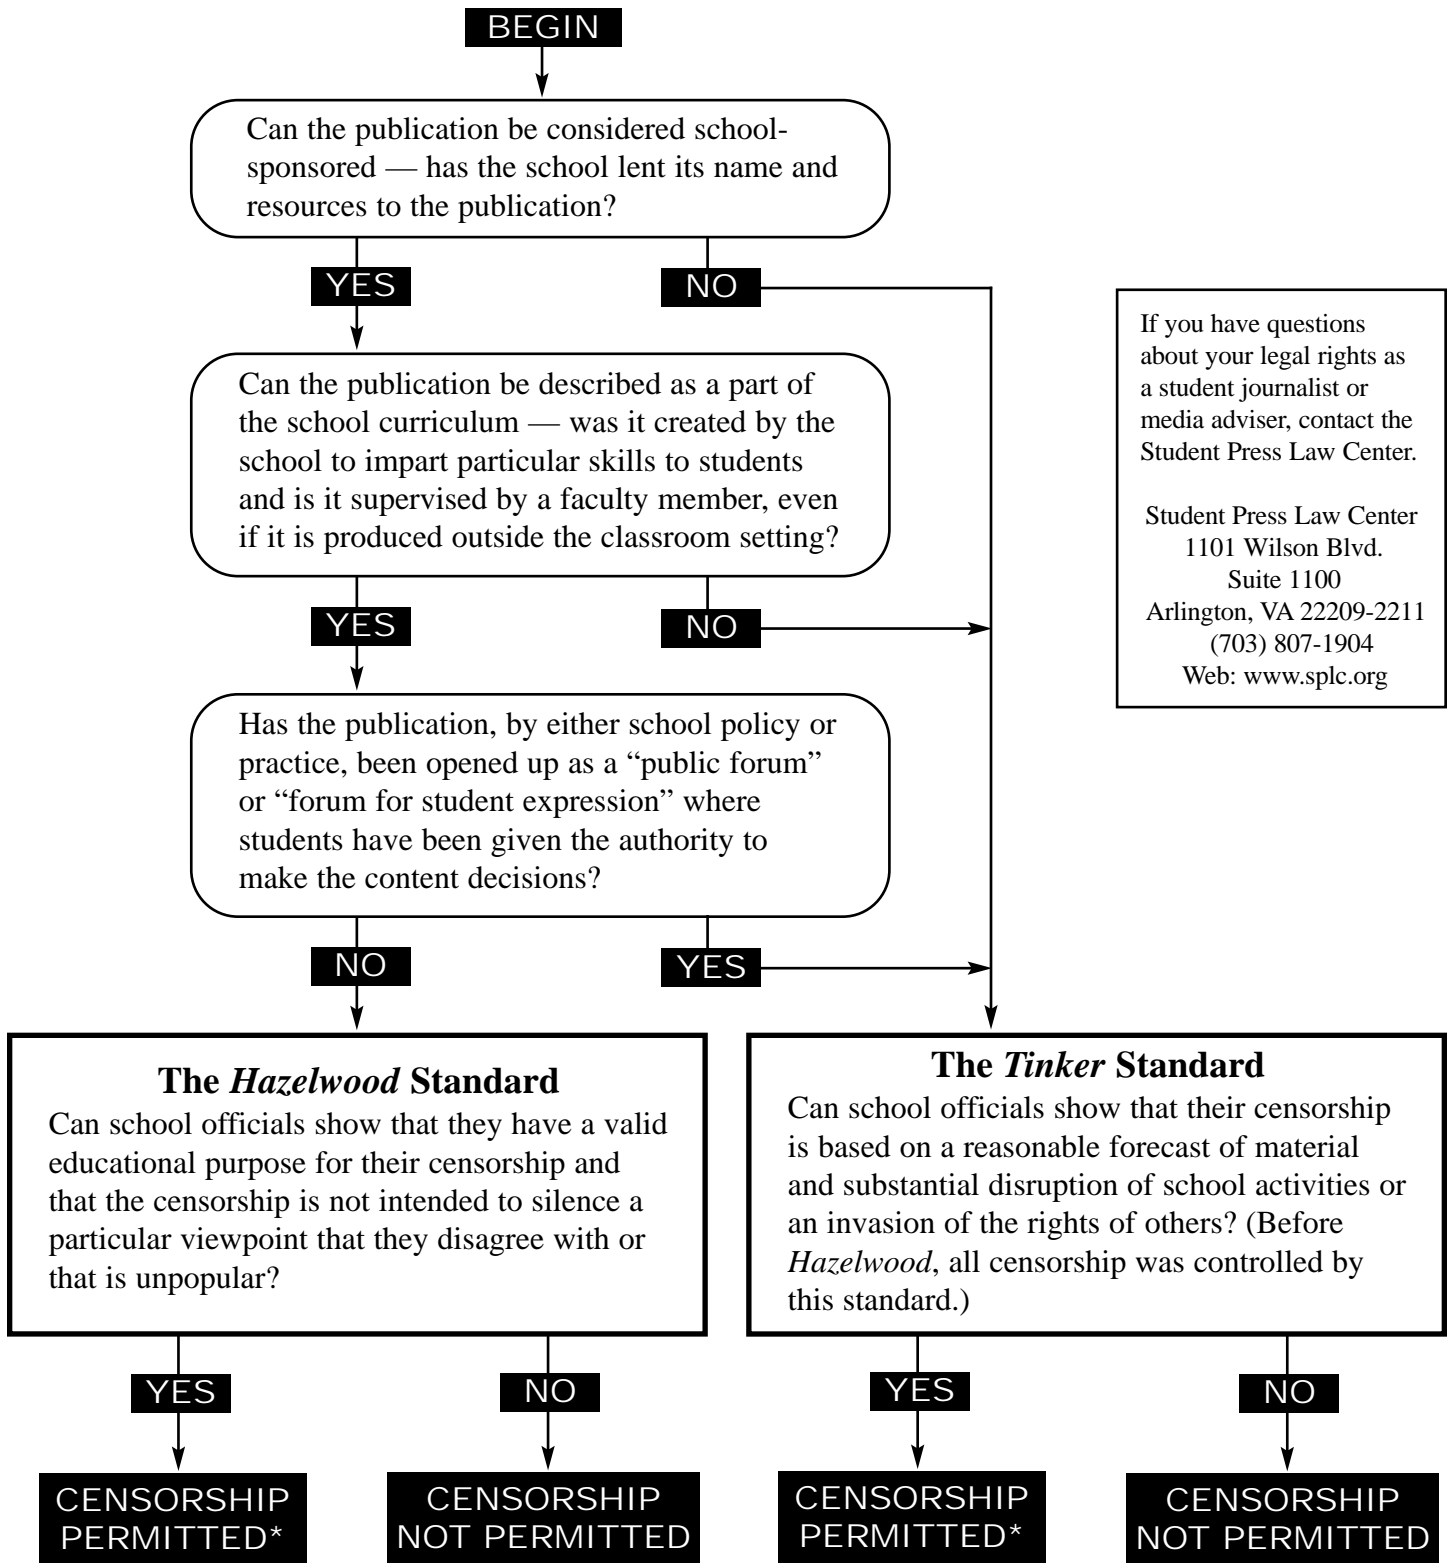 BEGIN
Can the publication be considered school-
sponsored — has the school lent its name and
resources to the publication?
YES
NO
If you have questions
about your legal rights as
a student journalist or
media adviser, contact the
Student Press Law Center.
Student Press Law Center
1101 Wilson Blvd.
Suite 1100
Arlington, VA 22209-2211
(703) 807-1904
Web: www.splc.org
Can the publication be described as a part of
the school curriculum — was it created by the
school to impart particular skills to students
and is it supervised by a faculty member, even
if it is produced outside the classroom setting?
YES
NO
Has the publication, by either school policy or
practice, been opened up as a “public forum”
or “forum for student expression” where
students have been given the authority to
make the content decisions?
NO
YES
The Hazelwood Standard
Can school officials show that they have a valid
educational purpose for their censorship and
that the censorship is not intended to silence a
particular viewpoint that they disagree with or
that is unpopular?
The Tinker Standard
Can school officials show that their censorship
is based on a reasonable forecast of material
and substantial disruption of school activities or
an invasion of the rights of others? (Before
Hazelwood, all censorship was controlled by
this standard.)
YES
NO
YES
NO
CENSORSHIP
PERMITTED*
CENSORSHIP
NOT PERMITTED
CENSORSHIP
PERMITTED*
CENSORSHIP
NOT PERMITTED